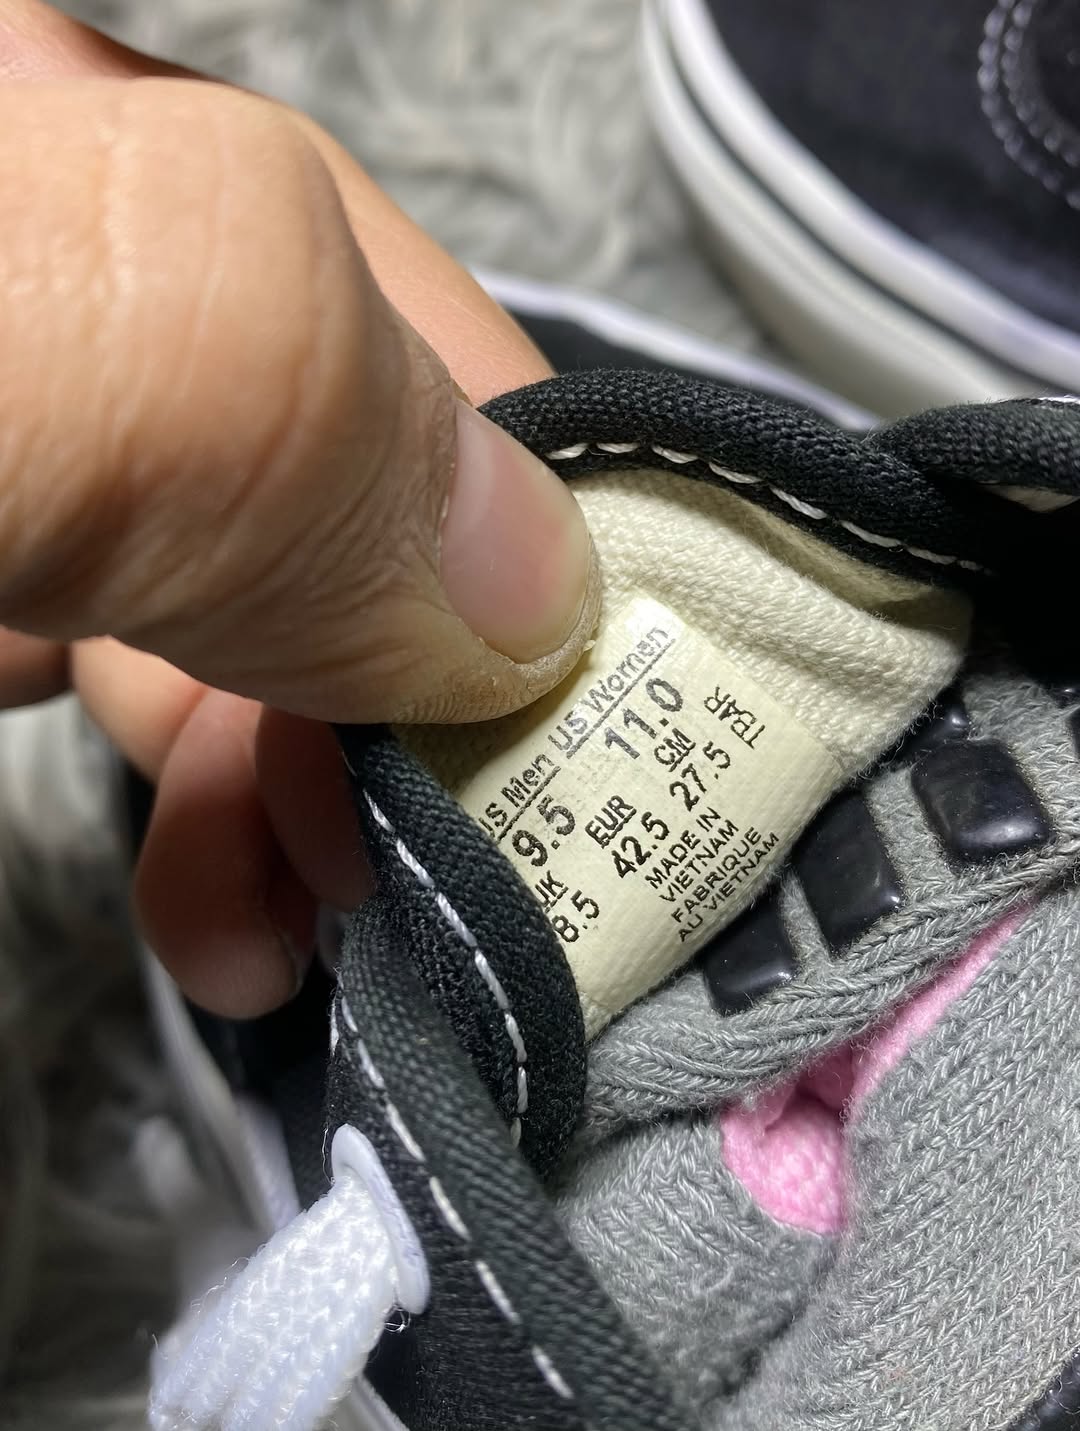 US Men US Women
9.5 11.0
UK EUR CM
8.5 42.5 27.5
MADE IN
VIETNAM
FABRIQUE
AU VIETNAM